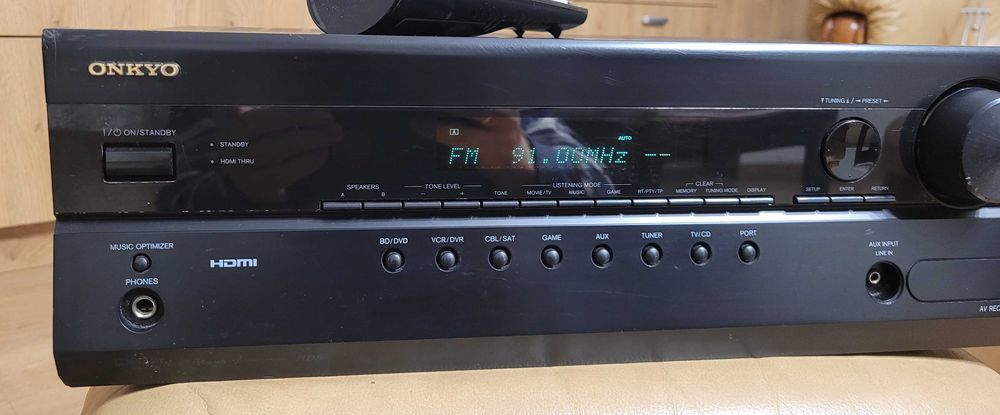 ONKYO
▼TUNING▲/◄PRESET►
I/⏻ ON/STANDBY
STANDBY
HDMI THRU
A
AUTO
FM 91.00MHz --
SPEAKERS
A B
TONE LEVEL
- +
TONE
LISTENING MODE
MOVIE/TV MUSIC GAME
RT/PTY/TP
CLEAR
MEMORY TUNING MODE
DISPLAY
SETUP ENTER RETURN
MUSIC OPTIMIZER
HDMI
BD/DVD VCR/DVR CBL/SAT GAME AUX TUNER TV/CD PORT
AUX INPUT
LINE IN
PHONES
AV REC